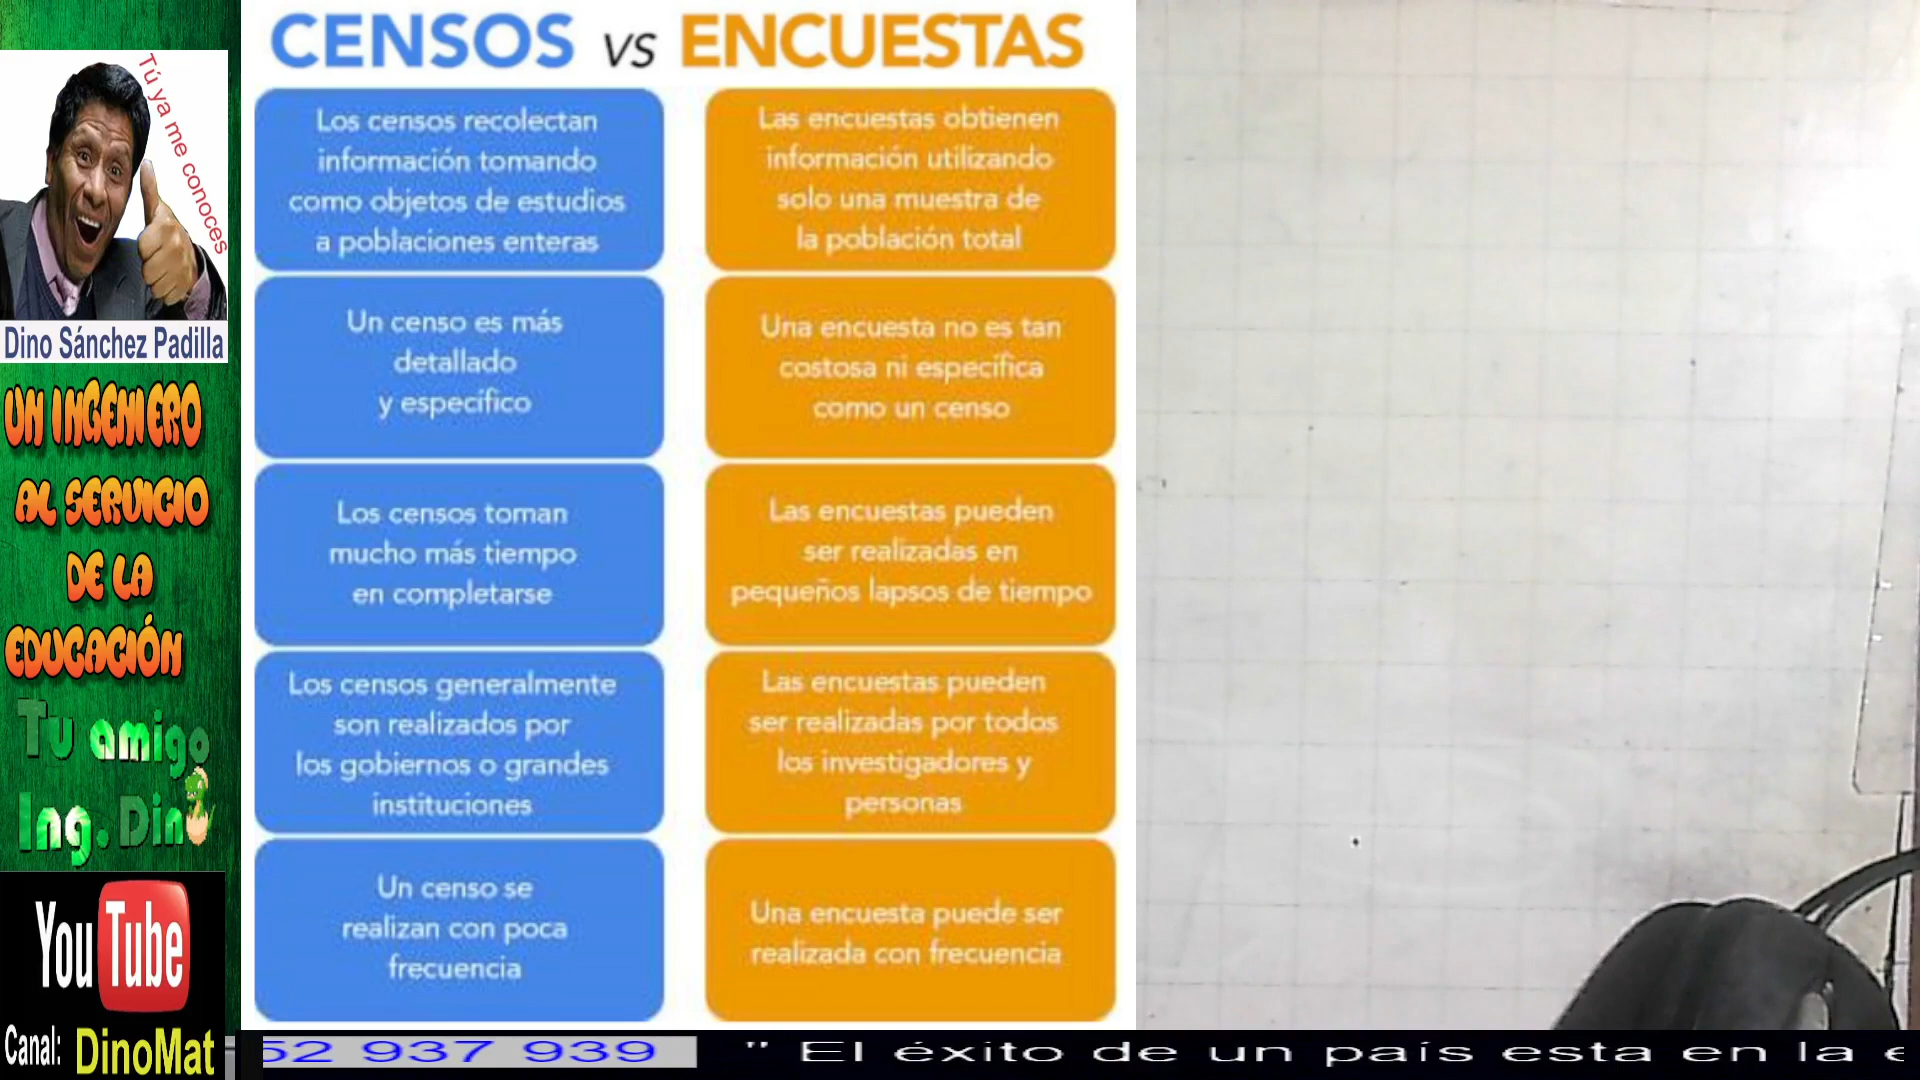 Tú ya me conoces
Dino Sánchez Padilla
UN INGENIERO
AL SERVICIO
DE LA
EDUCACIÓN
Tu amigo
Ing. Dino
YouTube
Canal: DinoMat
CENSOS vs ENCUESTAS
Los censos recolectan
información tomando
como objetos de estudios
a poblaciones enteras
Las encuestas obtienen
información utilizando
solo una muestra de
la población total
Un censo es más
detallado
y específico
Una encuesta no es tan
costosa ni específica
como un censo
Los censos toman
mucho más tiempo
en completarse
Las encuestas pueden
ser realizadas en
pequeños lapsos de tiempo
Los censos generalmente
son realizados por
los gobiernos o grandes
instituciones
Las encuestas pueden
ser realizadas por todos
los investigadores y
personas
Un censo se
realizan con poca
frecuencia
Una encuesta puede ser
realizada con frecuencia
52 937 939 " El éxito de un país esta en la